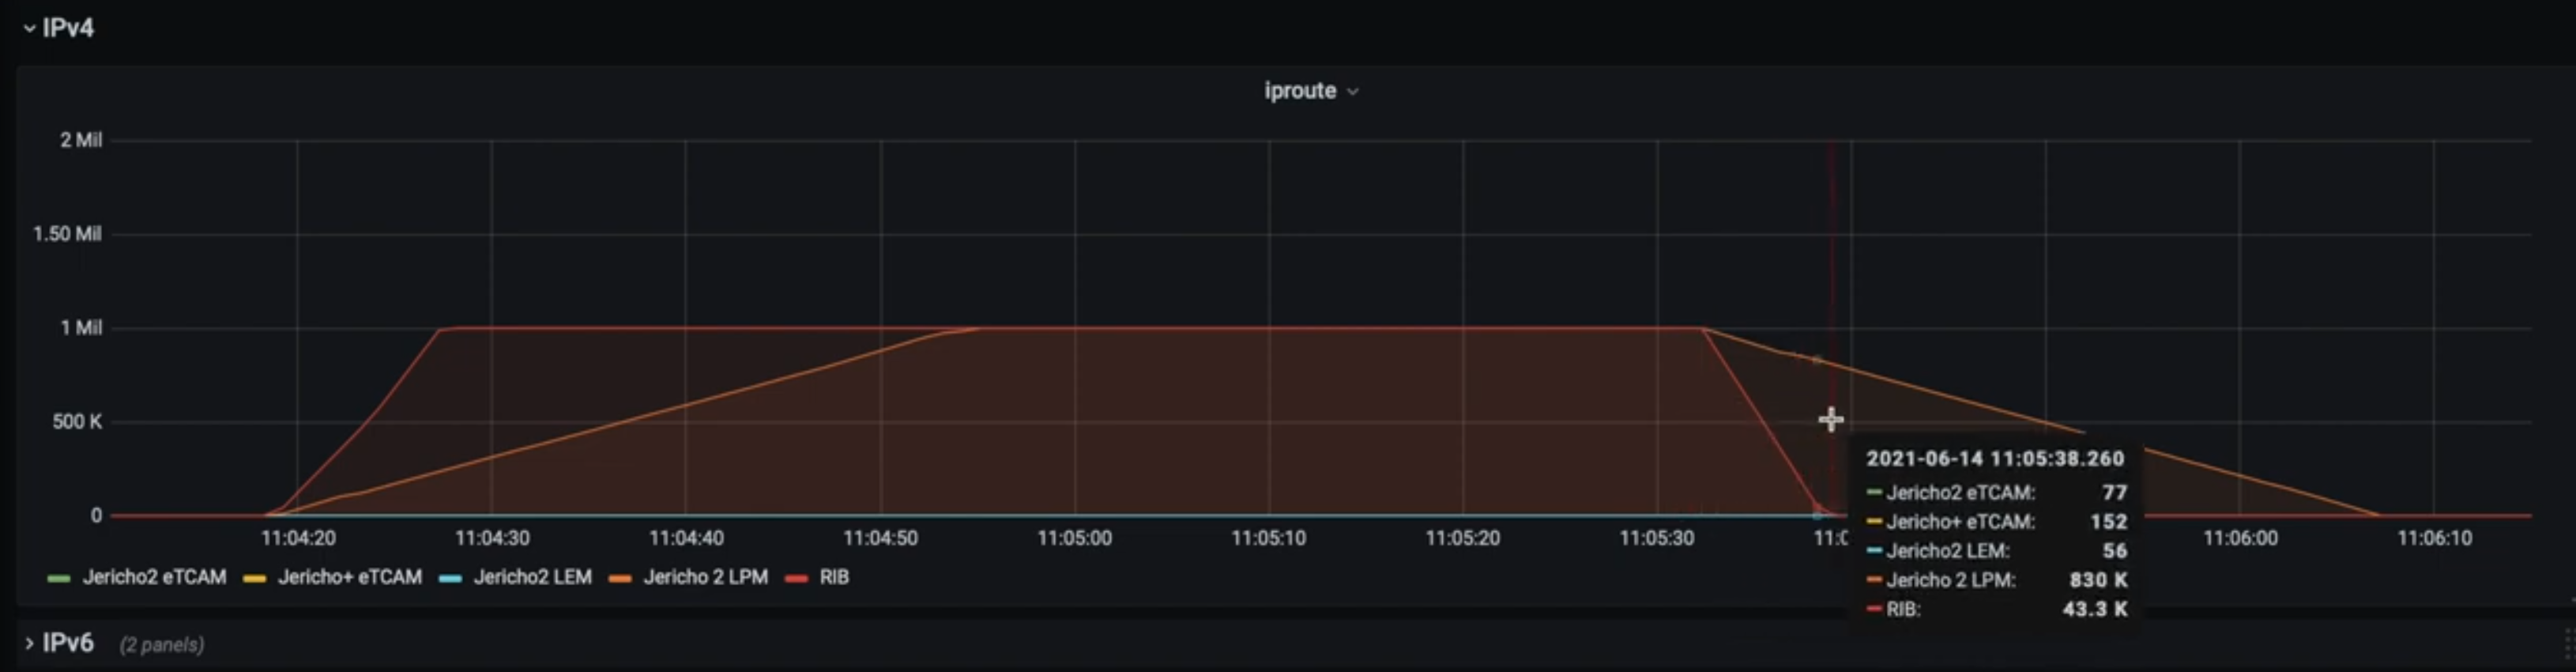 IPv4
iproute
2 Mil
1.50 Mil
1 Mil
500 K
0
11:04:20 11:04:30 11:04:40 11:04:50 11:05:00 11:05:10 11:05:20 11:05:30 11:0 11:06:00 11:06:10
Jericho2 eTCAM Jericho+ eTCAM Jericho2 LEM Jericho 2 LPM RIB
2021-06-14 11:05:38.260
Jericho2 eTCAM: 77
Jericho+ eTCAM: 152
Jericho2 LEM: 56
Jericho 2 LPM: 830 K
RIB: 43.3 K
IPv6 (2 panels)